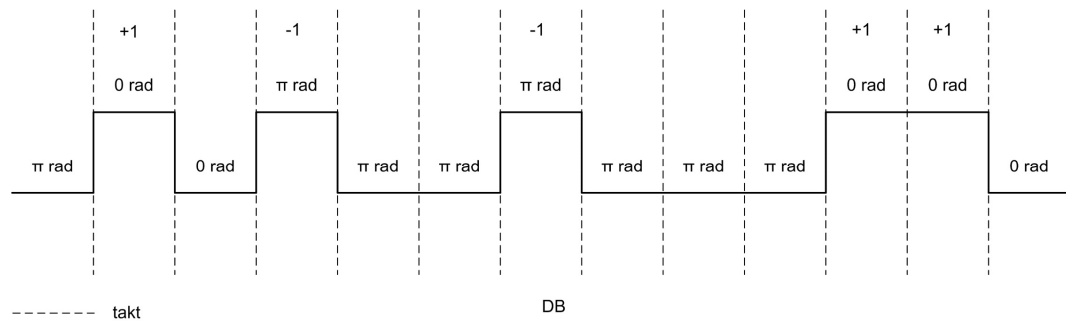 +1 -1 -1 +1 +1
0 rad π rad π rad 0 rad 0 rad
π rad 0 rad π rad π rad π rad π rad π rad 0 rad
takt DB